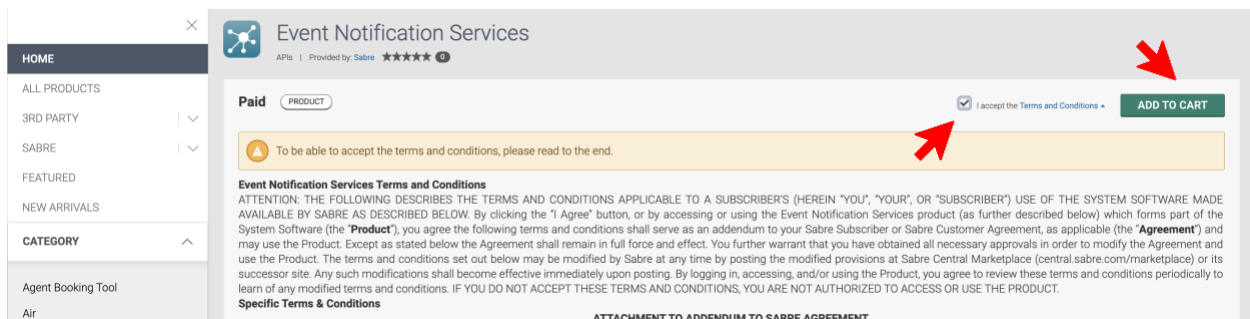 HOME
ALL PRODUCTS
3RD PARTY
SABRE
FEATURED
NEW ARRIVALS
CATEGORY
Agent Booking Tool
Air
Event Notification Services
APIs | Provided by: Sabre ★★★★★ 0
Paid PRODUCT
I accept the Terms and Conditions
ADD TO CART
To be able to accept the terms and conditions, please read to the end.
Event Notification Services Terms and Conditions
ATTENTION: THE FOLLOWING DESCRIBES THE TERMS AND CONDITIONS APPLICABLE TO A SUBSCRIBER'S (HEREIN "YOU", "YOUR", OR "SUBSCRIBER") USE OF THE SYSTEM SOFTWARE MADE
AVAILABLE BY SABRE AS DESCRIBED BELOW. By clicking the "I Agree" button, or by accessing or using the Event Notification Services product (as further described below) which forms part of the
System Software (the "Product"), you agree the following terms and conditions shall serve as an addendum to your Sabre Subscriber or Sabre Customer Agreement, as applicable (the "Agreement") and
may use the Product. Except as stated below the Agreement shall remain in full force and effect. You further warrant that you have obtained all necessary approvals in order to modify the Agreement and
use the Product. The terms and conditions set out below may be modified by Sabre at any time by posting the modified provisions at Sabre Central Marketplace (central.sabre.com/marketplace) or its
successor site. Any such modifications shall become effective immediately upon posting. By logging in, accessing, and/or using the Product, you agree to review these terms and conditions periodically to
learn of any modified terms and conditions. IF YOU DO NOT ACCEPT THESE TERMS AND CONDITIONS, YOU ARE NOT AUTHORIZED TO ACCESS OR USE THE PRODUCT.
Specific Terms & Conditions
ATTACHMENT TO ADDENDUM TO SABRE AGREEMENT